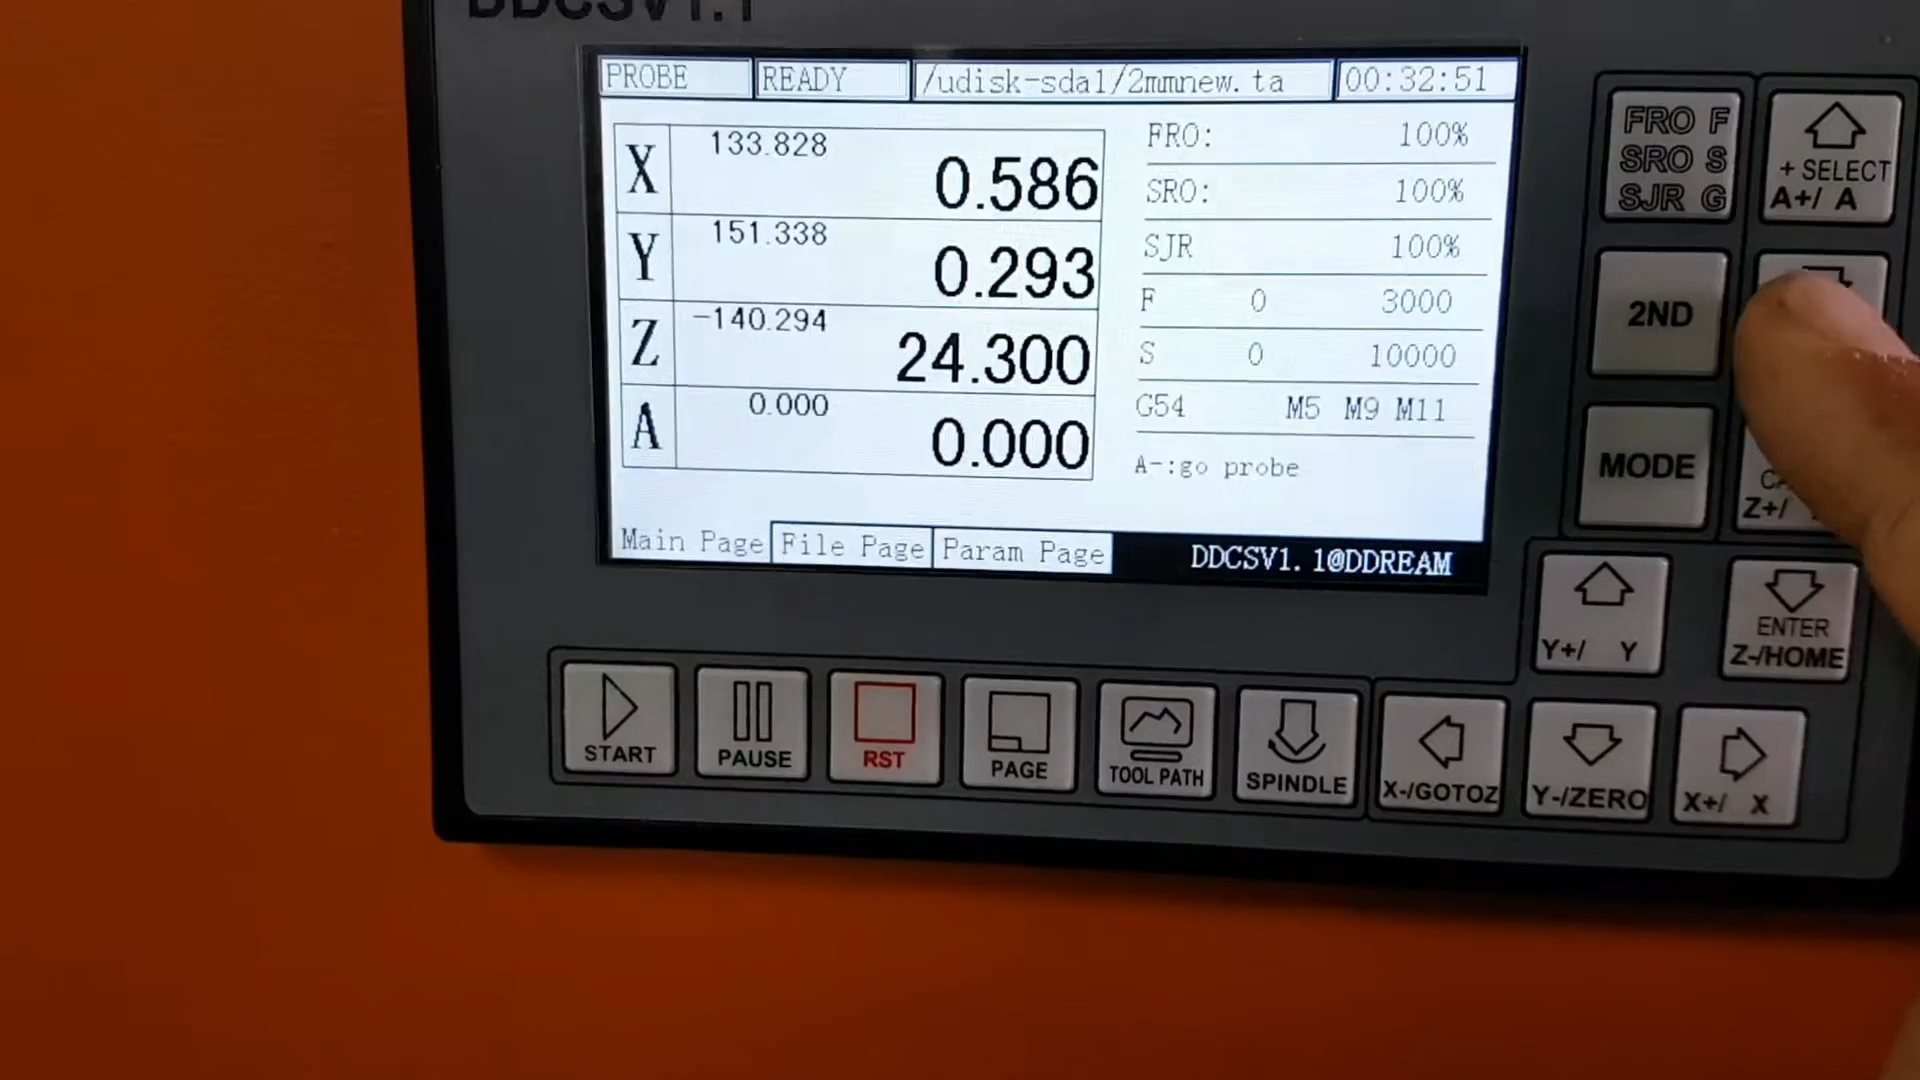 DDCSV1.1
PROBE READY /udisk-sda1/2mmnew.ta 00:32:51
X 133.828 0.586
Y 151.338 0.293
Z -140.294 24.300
A 0.000 0.000
FRO: 100%
SRO: 100%
SJR 100%
F 0 3000
S 0 10000
G54 M5 M9 M11
A-:go probe
Main Page File Page Param Page DDCSV1.1@DDREAM
FRO F
SRO S
SJR G
+ SELECT
A+/ A
2ND
MODE
Z+/
Y+/ Y
ENTER
Z-/HOME
START
PAUSE
RST
PAGE
TOOL PATH
SPINDLE
X-/GOTOZ
Y-/ZERO
X+/ X